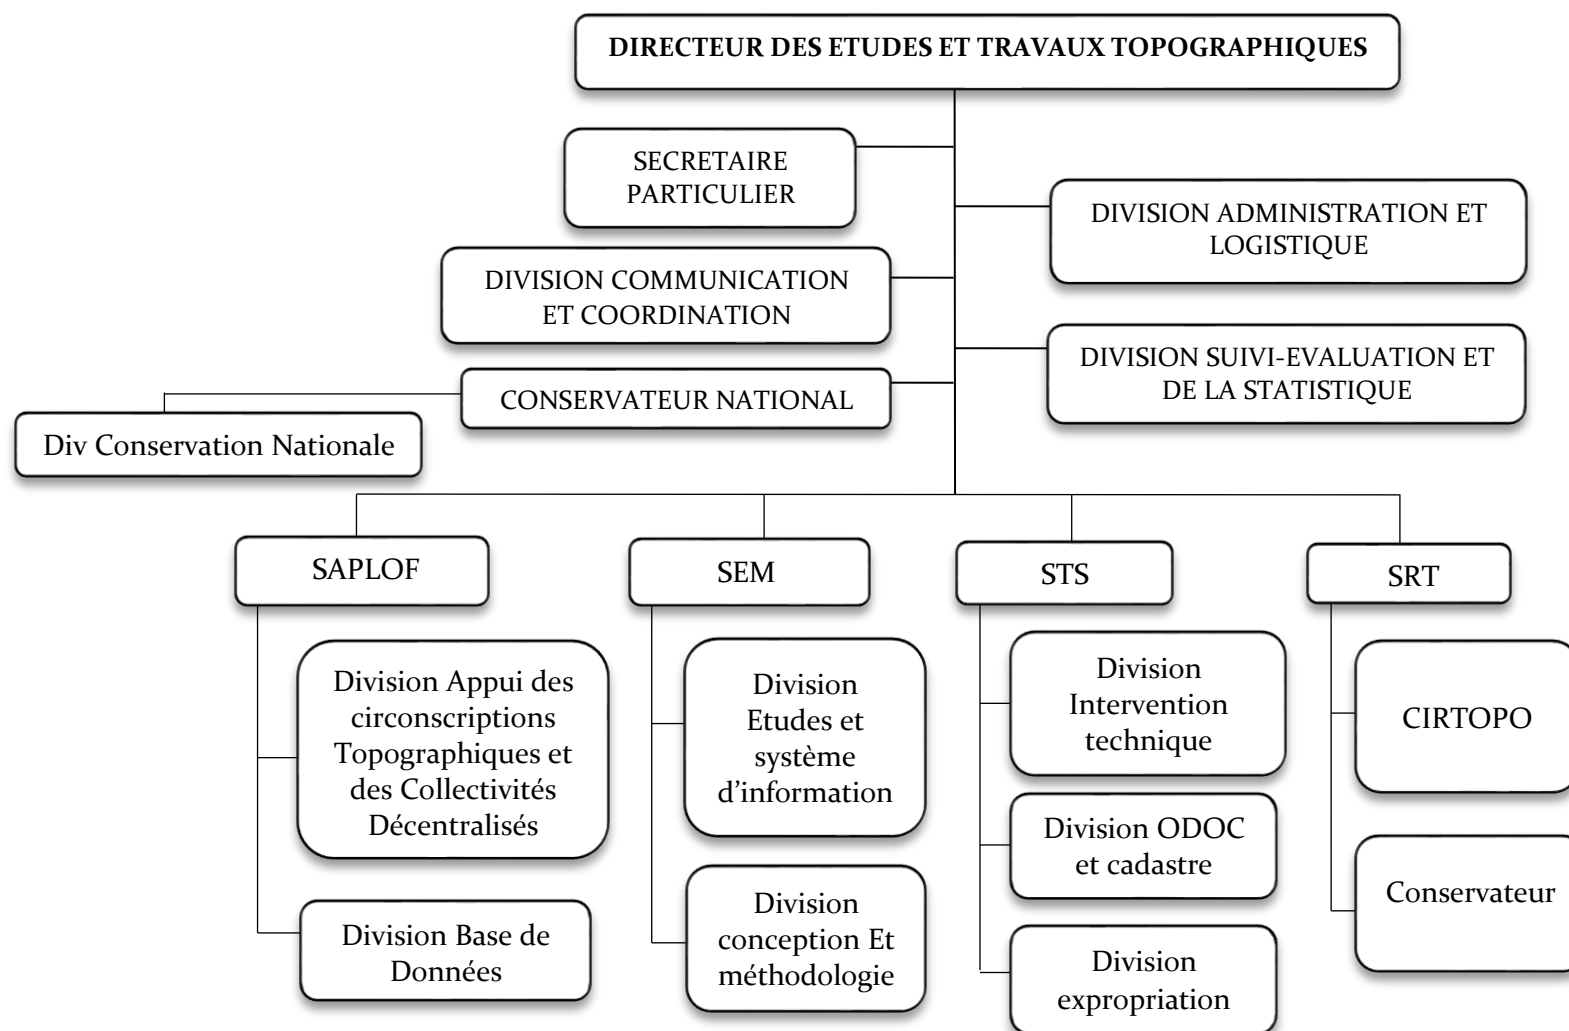 DIRECTEUR DES ETUDES ET TRAVAUX TOPOGRAPHIQUES
SECRETAIRE
PARTICULIER
DIVISION ADMINISTRATION ET
LOGISTIQUE
DIVISION COMMUNICATION
ET COORDINATION
DIVISION SUIVI-EVALUATION ET
DE LA STATISTIQUE
CONSERVATEUR NATIONAL
Div Conservation Nationale
SAPLOF
SEM
STS
SRT
Division Appui des
circonscriptions
Topographiques et
des Collectivités
Décentralisés
Division Base de
Données
Division
Etudes et
système
d’information
Division
conception Et
méthodologie
Division
Intervention
technique
Division ODOC
et cadastre
Division
expropriation
CIRTOPO
Conservateur